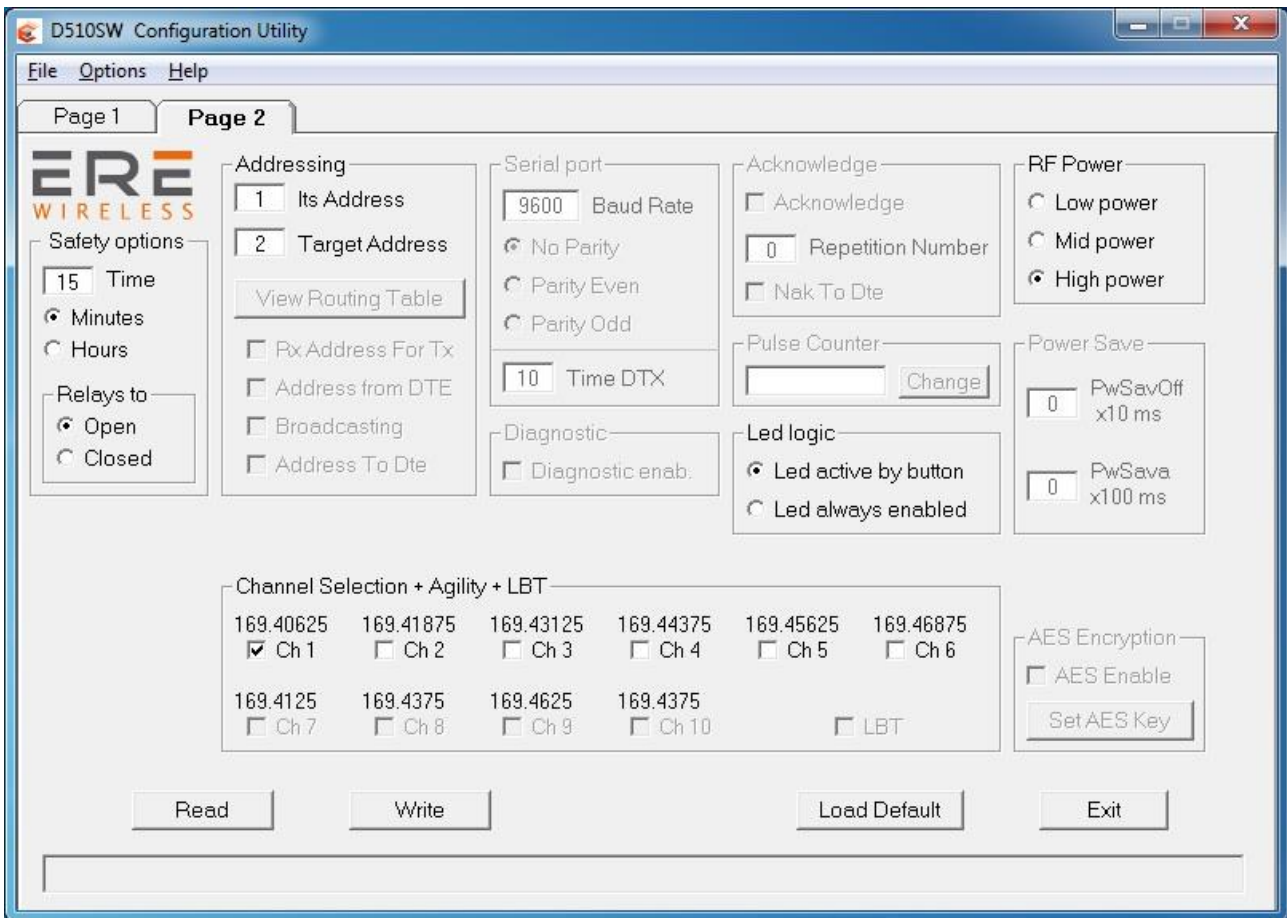 D510SW Configuration Utility
File Options Help
Page 1
Page 2
ERE
WIRELESS
Safety options
15 Time
Minutes
Hours
Relays to
Open
Closed
Addressing
1 Its Address
2 Target Address
View Routing Table
Rx Address For Tx
Address from DTE
Broadcasting
Address To Dte
Serial port
9600 Baud Rate
No Parity
Parity Even
Parity Odd
10 Time DTX
Diagnostic
Diagnostic enab.
Acknowledge
Acknowledge
0 Repetition Number
Nak To Dte
Pulse Counter
Change
Led logic
Led active by button
Led always enabled
RF Power
Low power
Mid power
High power
Power Save
0 PwSavOff
x10 ms
0 PwSava
x100 ms
Channel Selection + Agility + LBT
169.40625 169.41875 169.43125 169.44375 169.45625 169.46875
Ch 1 Ch 2 Ch 3 Ch 4 Ch 5 Ch 6
169.4125 169.4375 169.4625 169.4375
Ch 7 Ch 8 Ch 9 Ch 10 LBT
AES Encryption
AES Enable
Set AES Key
Read Write Load Default Exit